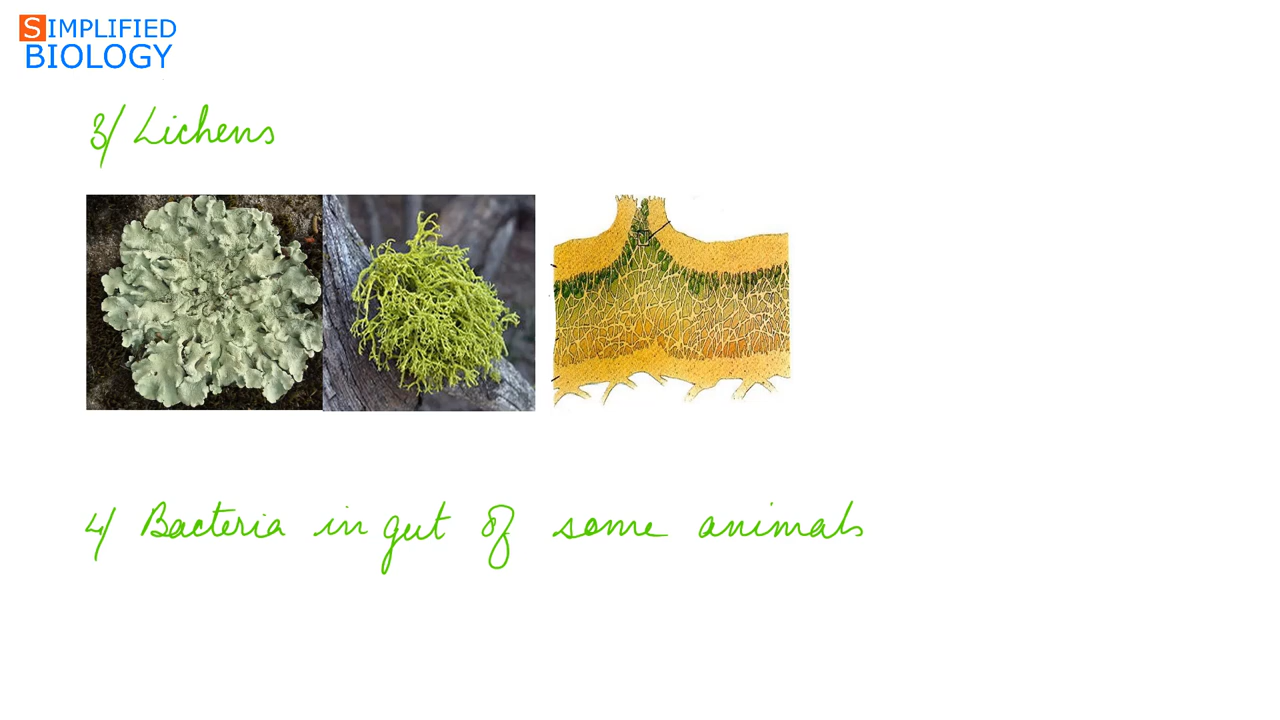 SIMPLIFIED
BIOLOGY
3/ Lichens
4/ Bacteria in gut of some animals